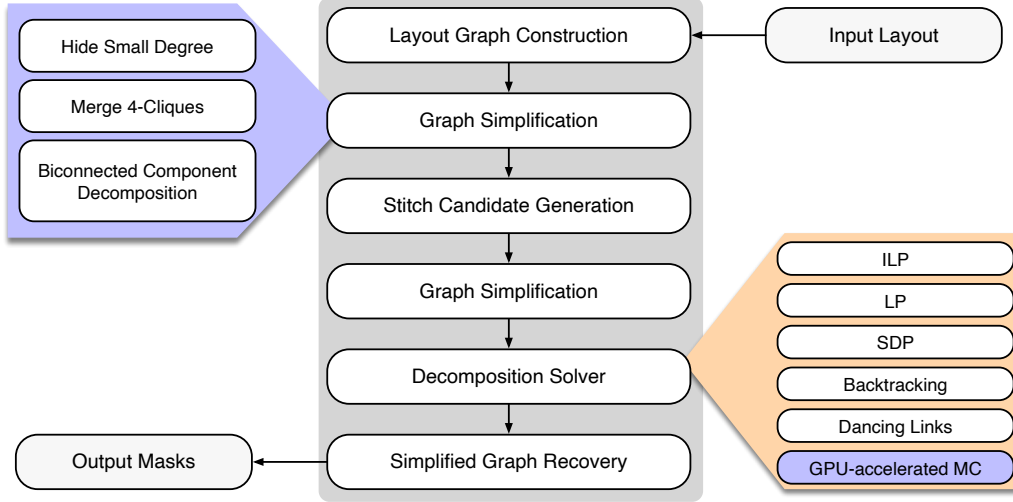 Hide Small Degree
Merge 4-Cliques
Biconnected Component
Decomposition
Layout Graph Construction
Input Layout
Graph Simplification
Stitch Candidate Generation
Graph Simplification
Decomposition Solver
Simplified Graph Recovery
Output Masks
ILP
LP
SDP
Backtracking
Dancing Links
GPU-accelerated MC